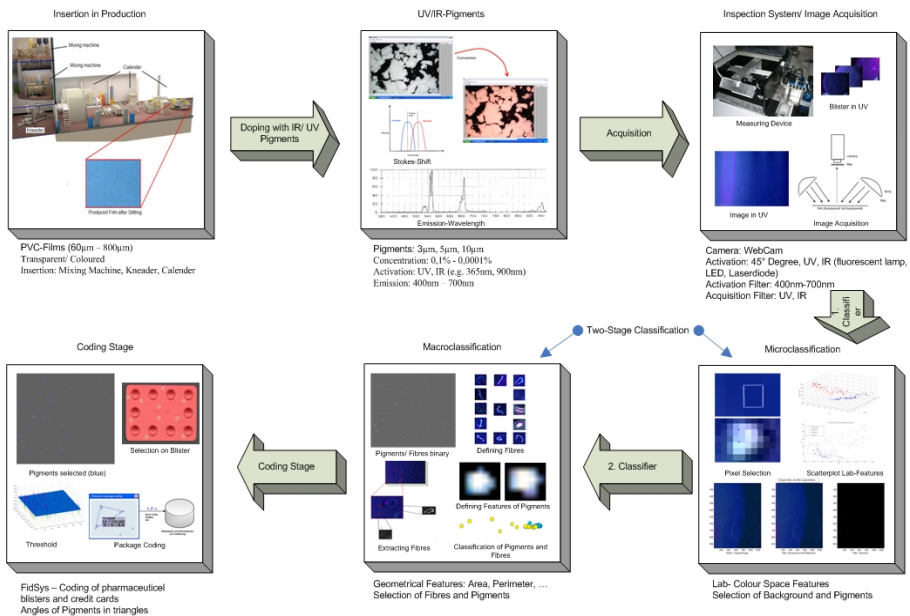 Insertion in Production
UV/IR-Pigments
Inspection System/ Image Acquisition
Mixing machine
Mixing machine
Calender
Kneader
Produced Film after Slitting
Doping with IR/ UV
Pigments
Conversion
Stokes-Shift
Emission-Wavelength
Acquisition
Measuring Device
Blister in UV
Image in UV
camera
filter
lamp
filter
Image Acquisition
PVC-Films (60µm – 800µm)
Transparent/ Coloured
Insertion: Mixing Machine, Kneader, Calender
Pigments: 3µm, 5µm, 10µm
Concentration: 0,1% - 0,0001%
Activation: UV, IR (e.g. 365nm, 900nm)
Emission: 400nm – 700nm
Camera: WebCam
Activation: 45° Degree, UV, IR (fluorescent lamp,
LED, Laserdiode)
Activation Filter: 400nm-700nm
Acquisition Filter: UV, IR
1.
Classifi
er
Two-Stage Classification
Coding Stage
Macroclassification
Microclassification
Pigments selected (blue)
Selection on Blister
Threshold
Package Coding
Coding Stage
Pigments/ Fibres binary
Defining Fibres
Defining Features of Pigments
Extracting Fibres
Classification of Pigments and
Fibres
2. Classifier
Pixel Selection
Scatterplot Lab-Features
FidSys – Coding of pharmaceuticel
blisters and credit cards
Angles of Pigments in triangles
Geometrical Features: Area, Perimeter, …
Selection of Fibres and Pigments
Lab- Colour Space Features
Selection of Background and Pigments